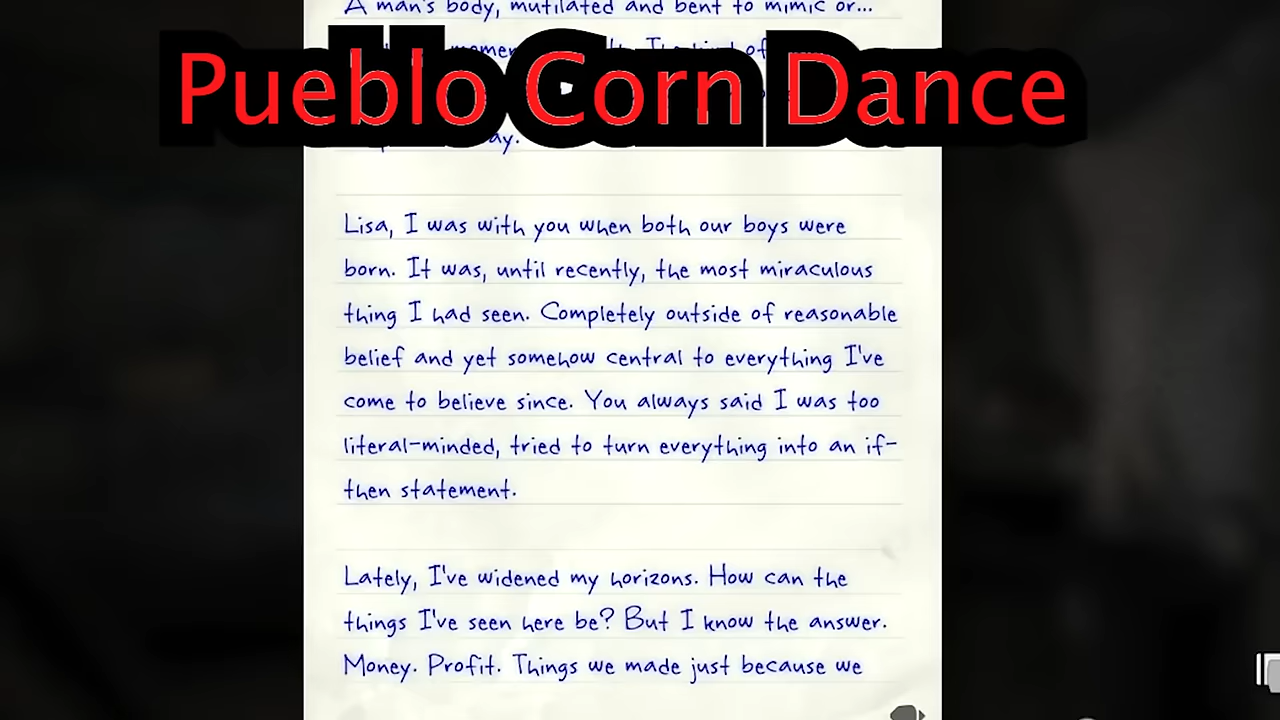 A man's body, mutilated and bent to mimic or...
Pueblo Corn Dance
Lisa, I was with you when both our boys were
born. It was, until recently, the most miraculous
thing I had seen. Completely outside of reasonable
belief and yet somehow central to everything I've
come to believe since. You always said I was too
literal-minded, tried to turn everything into an if-
then statement.
Lately, I've widened my horizons. How can the
things I've seen here be? But I know the answer.
Money. Profit. Things we made just because we